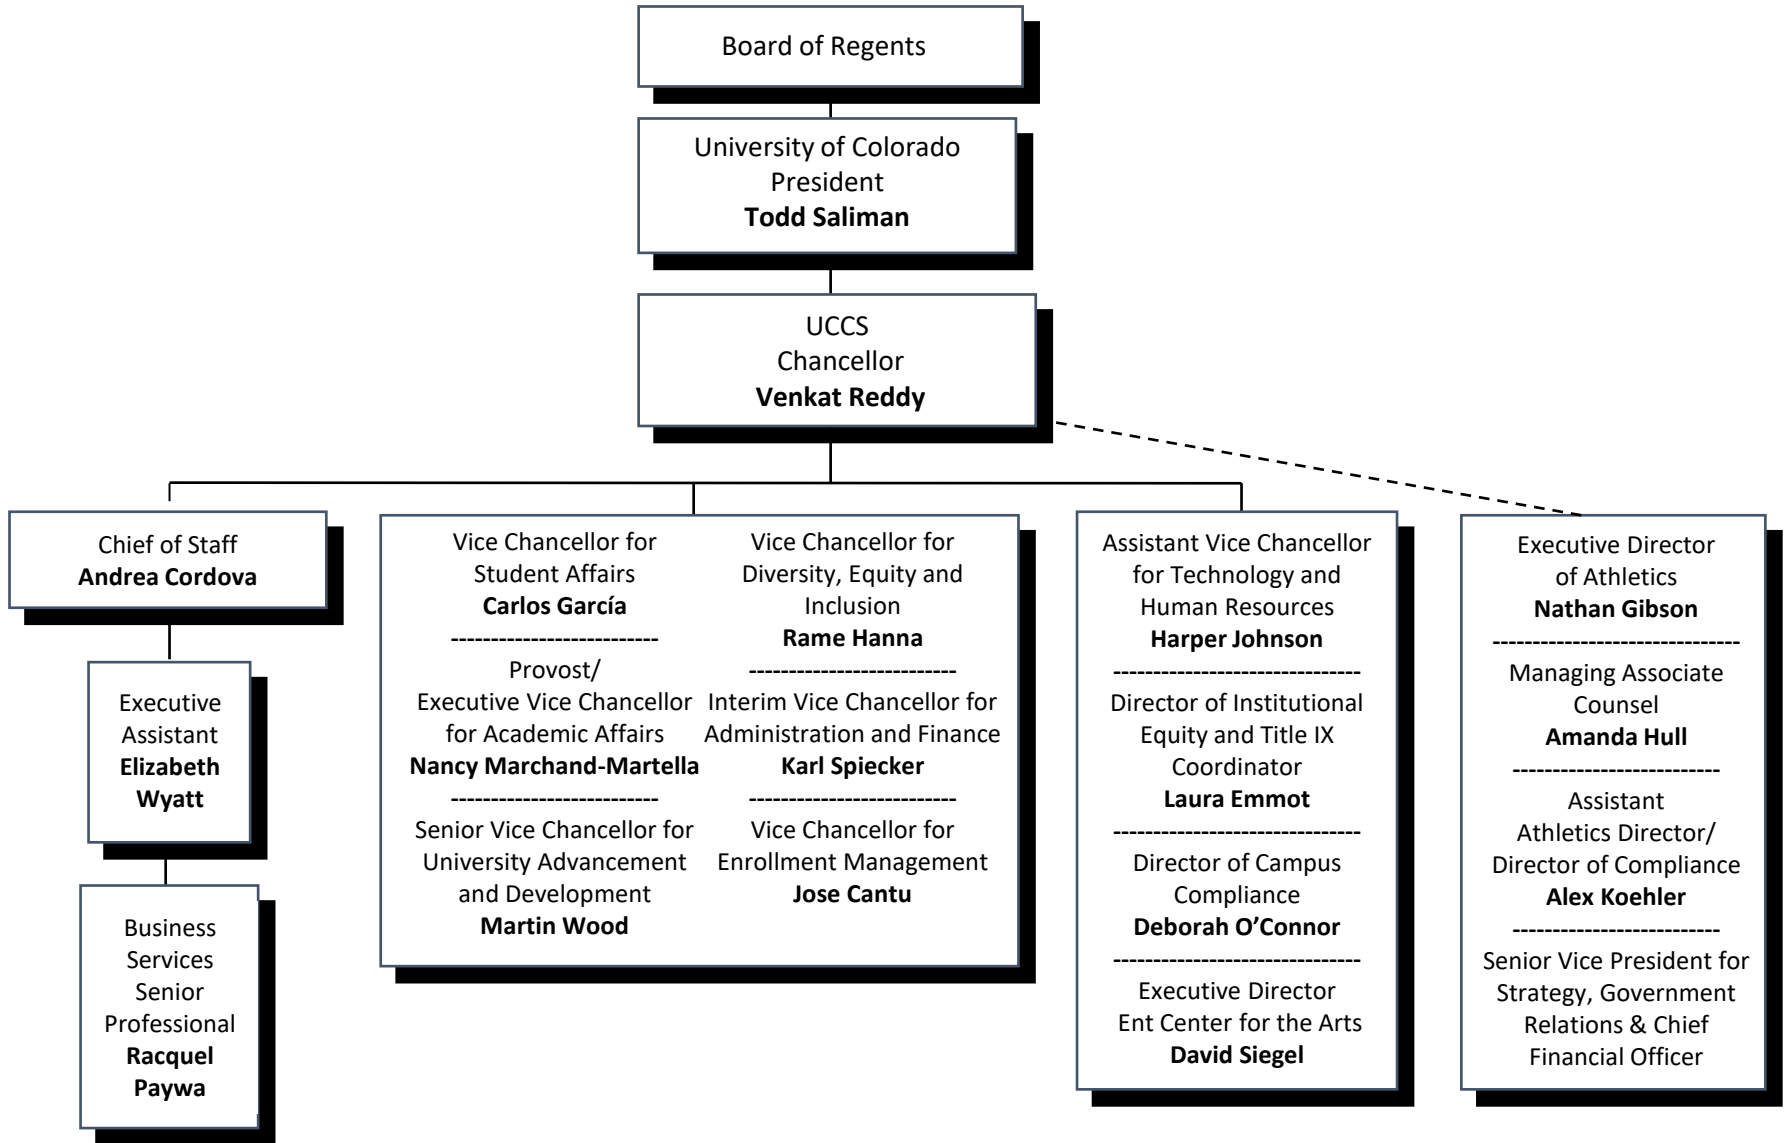 Board of Regents
University of Colorado
President
Todd Saliman
UCCS
Chancellor
Venkat Reddy
Chief of Staff
Andrea Cordova
Executive
Assistant
Elizabeth
Wyatt
Business
Services
Senior
Professional
Racquel
Paywa
Vice Chancellor for
Student Affairs
Carlos García
--------------------------
Provost/
Executive Vice Chancellor
for Academic Affairs
Nancy Marchand-Martella
--------------------------
Senior Vice Chancellor for
University Advancement
and Development
Martin Wood
Vice Chancellor for
Diversity, Equity and
Inclusion
Rame Hanna
--------------------------
Interim Vice Chancellor for
Administration and Finance
Karl Spiecker
--------------------------
Vice Chancellor for
Enrollment Management
Jose Cantu
Assistant Vice Chancellor
for Technology and
Human Resources
Harper Johnson
-------------------------------
Director of Institutional
Equity and Title IX
Coordinator
Laura Emmot
-------------------------------
Director of Campus
Compliance
Deborah O’Connor
-------------------------------
Executive Director
Ent Center for the Arts
David Siegel
Executive Director
of Athletics
Nathan Gibson
-------------------------------
Managing Associate
Counsel
Amanda Hull
--------------------------
Assistant
Athletics Director/
Director of Compliance
Alex Koehler
--------------------------
Senior Vice President for
Strategy, Government
Relations & Chief
Financial Officer